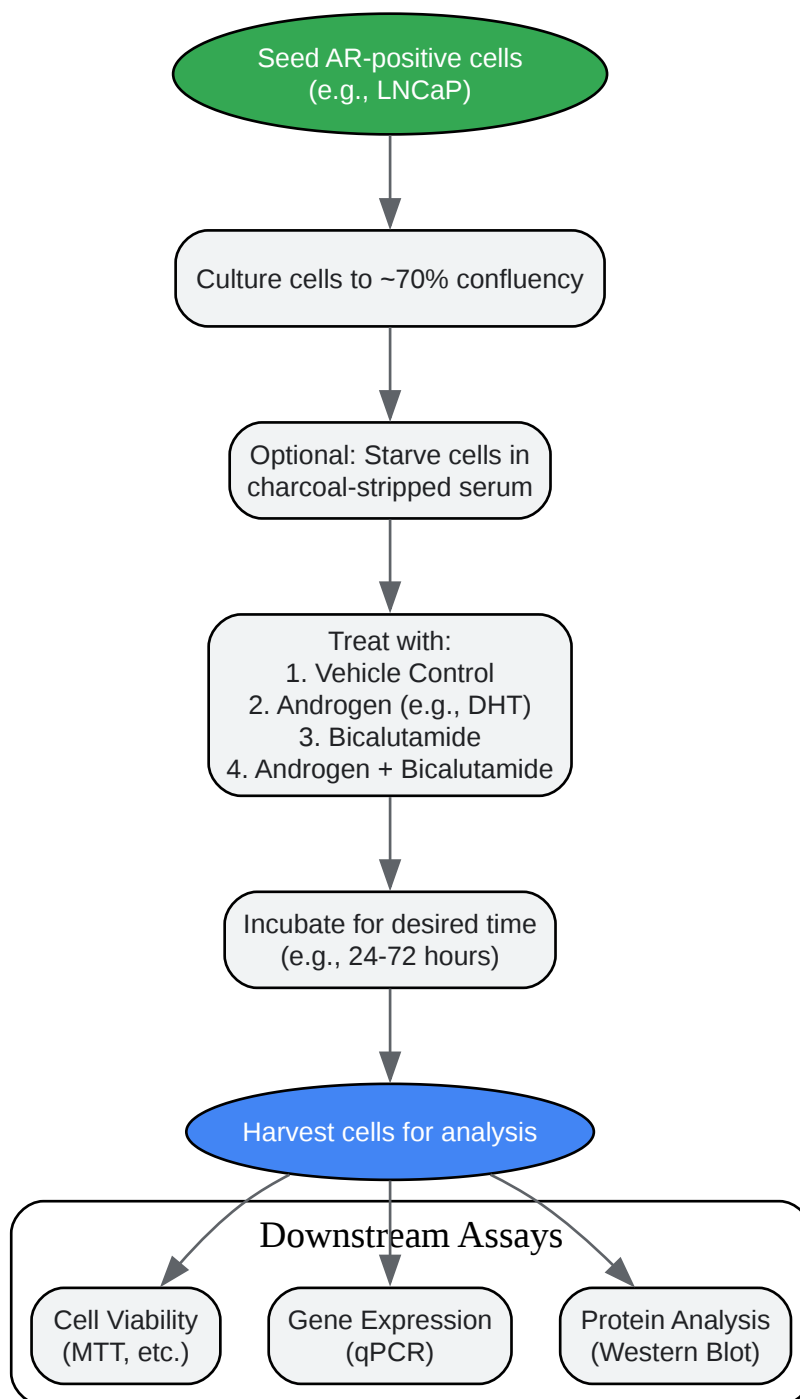 Seed AR-positive cells
(e.g., LNCaP)
Culture cells to ~70% confluency
Optional: Starve cells in
charcoal-stripped serum
Treat with:
1. Vehicle Control
2. Androgen (e.g., DHT)
3. Bicalutamide
4. Androgen + Bicalutamide
Incubate for desired time
(e.g., 24-72 hours)
Harvest cells for analysis
Downstream Assays
Cell Viability
(MTT, etc.)
Gene Expression
(qPCR)
Protein Analysis
(Western Blot)